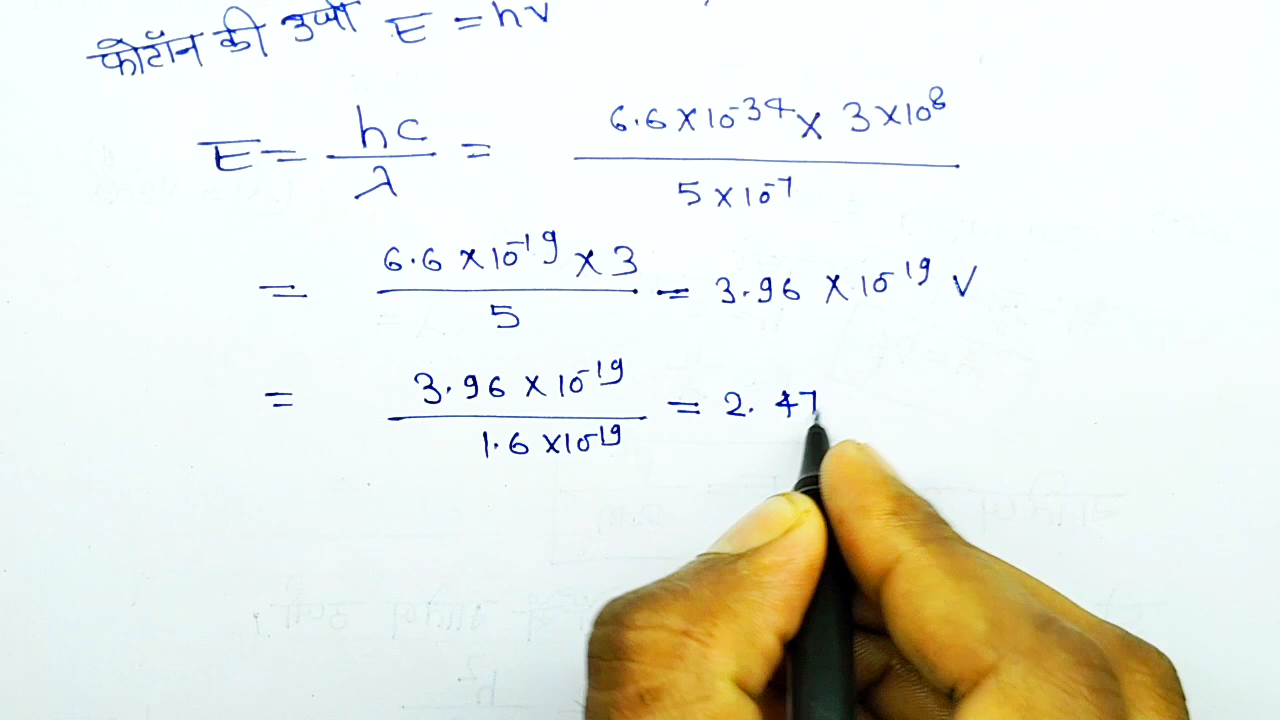 फोटॉन की उर्जा E = hν
E = hc/λ = 6.6 × 10⁻³⁴ × 3 × 10⁸ / 5 × 10⁻⁷
= 6.6 × 10⁻¹⁹ × 3 / 5 = 3.96 × 10⁻¹⁹ V
= 3.96 × 10⁻¹⁹ / 1.6 × 10⁻¹⁹ = 2.47